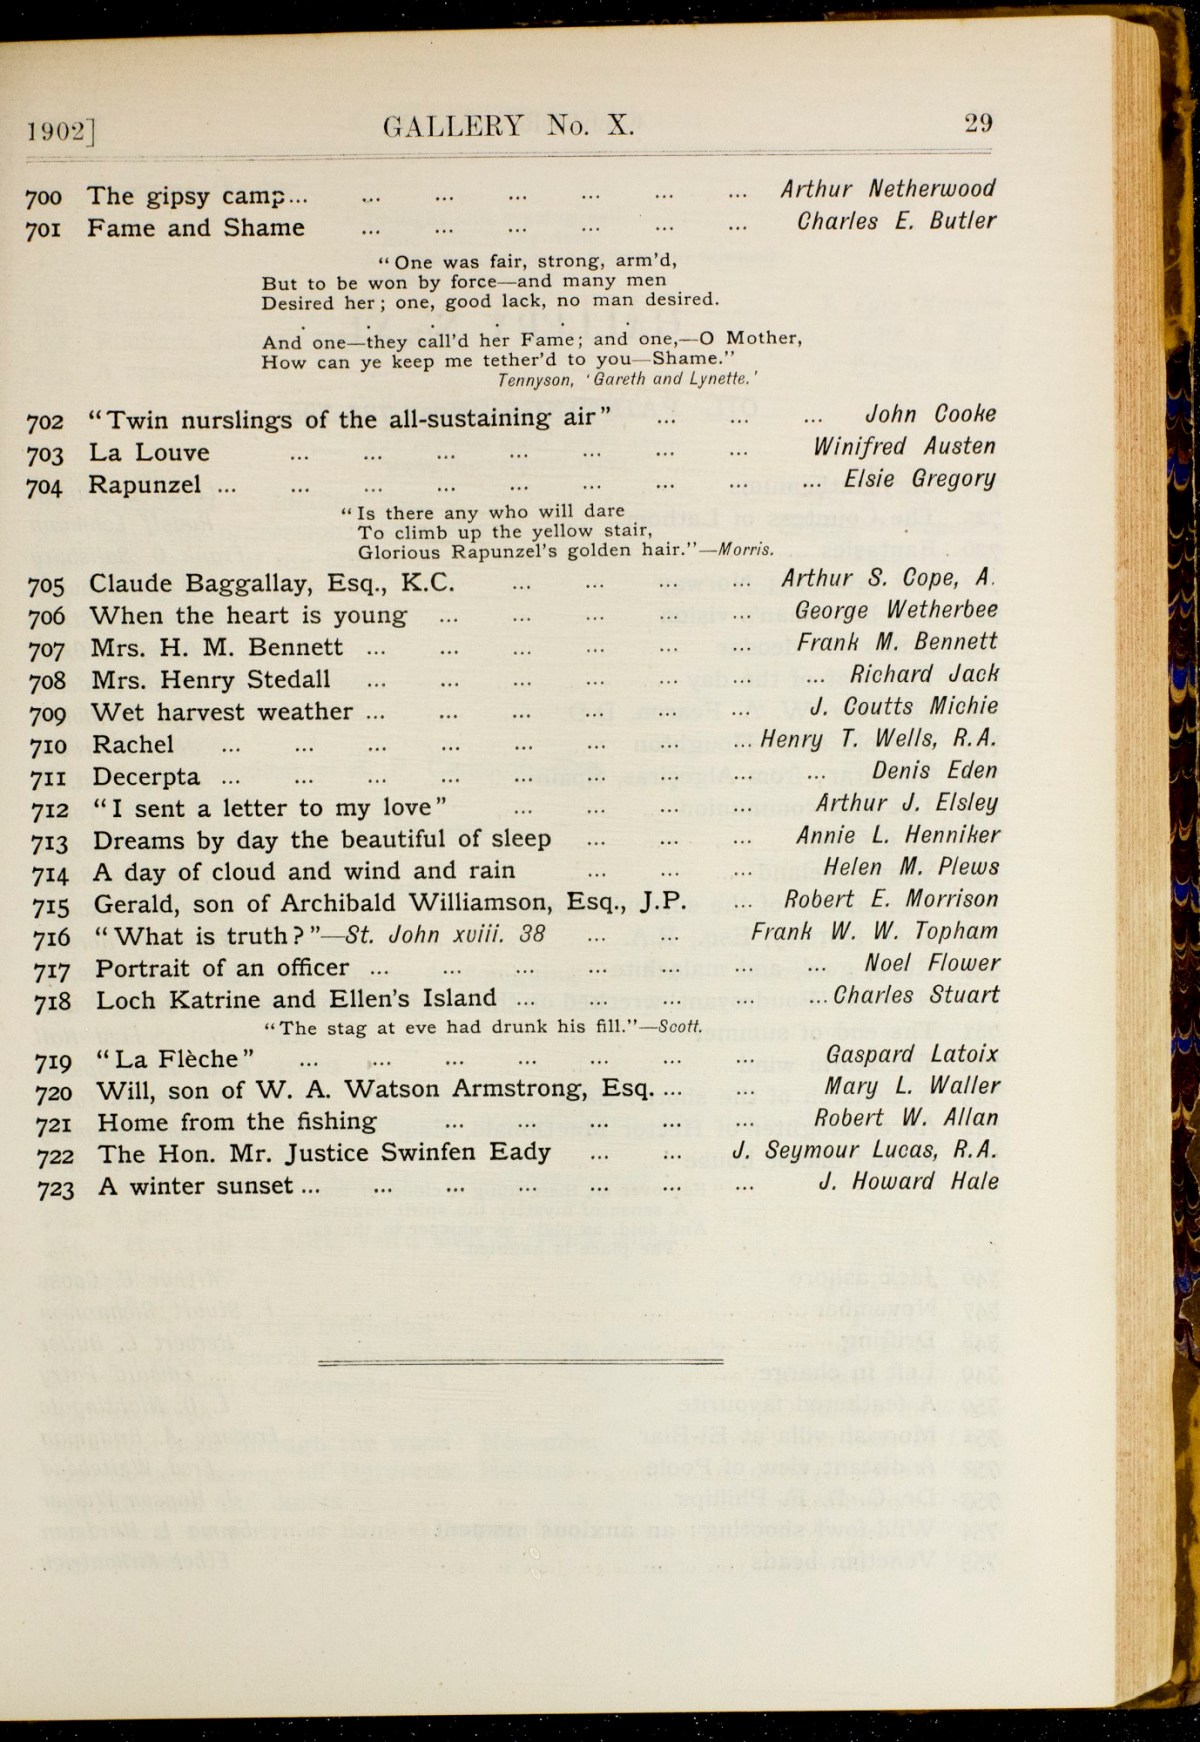 1902] GALLERY No. X. 29
700 The gipsy camp... ... ... ... ... ... ... Arthur Netherwood
701 Fame and Shame ... ... ... ... ... ... Charles E. Butler
“One was fair, strong, arm’d,
But to be won by force—and many men
Desired her; one, good lack, no man desired.
. . . . . .
And one—they call’d her Fame; and one,—O Mother,
How can ye keep me tether’d to you—Shame.”
Tennyson, ‘Gareth and Lynette.’
702 “Twin nurslings of the all-sustaining air” ... ... ... John Cooke
703 La Louve ... ... ... ... ... ... ... Winifred Austen
704 Rapunzel ... ... ... ... ... ... ... ... ... Elsie Gregory
“Is there any who will dare
To climb up the yellow stair,
Glorious Rapunzel’s golden hair.”—Morris.
705 Claude Baggallay, Esq., K.C. ... ... ... ... Arthur S. Cope, A.
706 When the heart is young ... ... ... ... ... George Wetherbee
707 Mrs. H. M. Bennett ... ... ... ... ... ... Frank M. Bennett
708 Mrs. Henry Stedall ... ... ... ... ... ... ... Richard Jack
709 Wet harvest weather ... ... ... ... ... ... J. Coutts Michie
710 Rachel ... ... ... ... ... ... ... ... Henry T. Wells, R.A.
711 Decerpta ... ... ... ... ... ... ... ... ... Denis Eden
712 “I sent a letter to my love” ... ... ... ... Arthur J. Elsley
713 Dreams by day the beautiful of sleep ... ... ... Annie L. Henniker
714 A day of cloud and wind and rain ... ... ... Helen M. Plews
715 Gerald, son of Archibald Williamson, Esq., J.P. ... Robert E. Morrison
716 “What is truth?”—St. John xviii. 38 ... ... Frank W. W. Topham
717 Portrait of an officer ... ... ... ... ... ... ... Noel Flower
718 Loch Katrine and Ellen’s Island ... ... ... ... ... Charles Stuart
“The stag at eve had drunk his fill.”—Scott.
719 “La Flèche” ... ... ... ... ... ... ... Gaspard Latoix
720 Will, son of W. A. Watson Armstrong, Esq. ... ... Mary L. Waller
721 Home from the fishing ... ... ... ... ... Robert W. Allan
722 The Hon. Mr. Justice Swinfen Eady ... ... J. Seymour Lucas, R.A.
723 A winter sunset ... ... ... ... ... ... ... J. Howard Hale